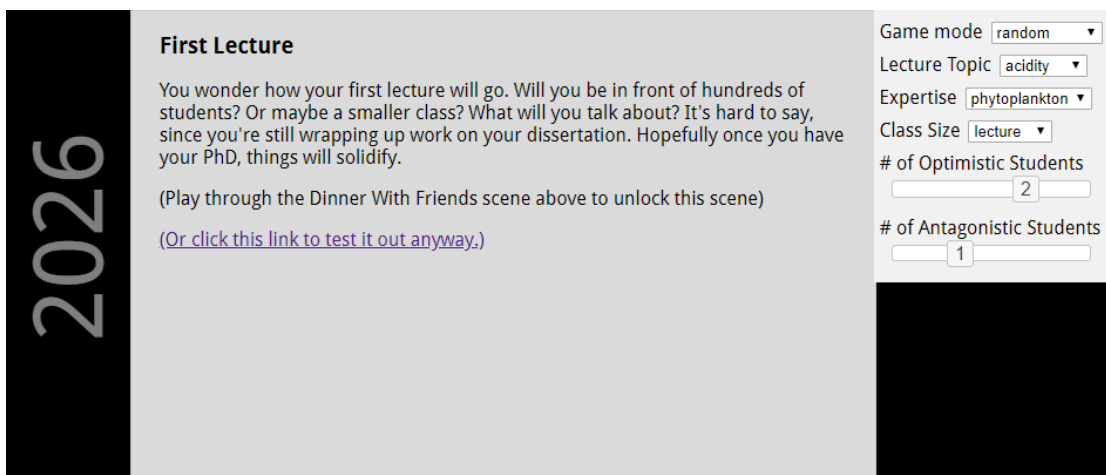 2026
First Lecture
You wonder how your first lecture will go. Will you be in front of hundreds of
students? Or maybe a smaller class? What will you talk about? It's hard to say,
since you're still wrapping up work on your dissertation. Hopefully once you have
your PhD, things will solidify.
(Play through the Dinner With Friends scene above to unlock this scene)
(Or click this link to test it out anyway.)
Game mode random
Lecture Topic acidity
Expertise phytoplankton
Class Size lecture
# of Optimistic Students
2
# of Antagonistic Students
1